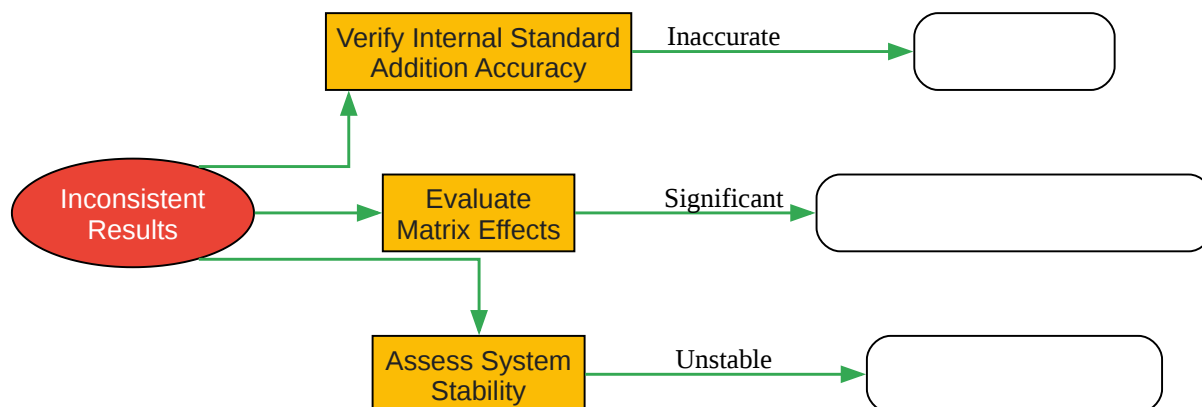 Verify Internal Standard
Addition Accuracy
Inaccurate
Inconsistent
Results
Evaluate
Matrix Effects
Significant
Assess System
Stability
Unstable